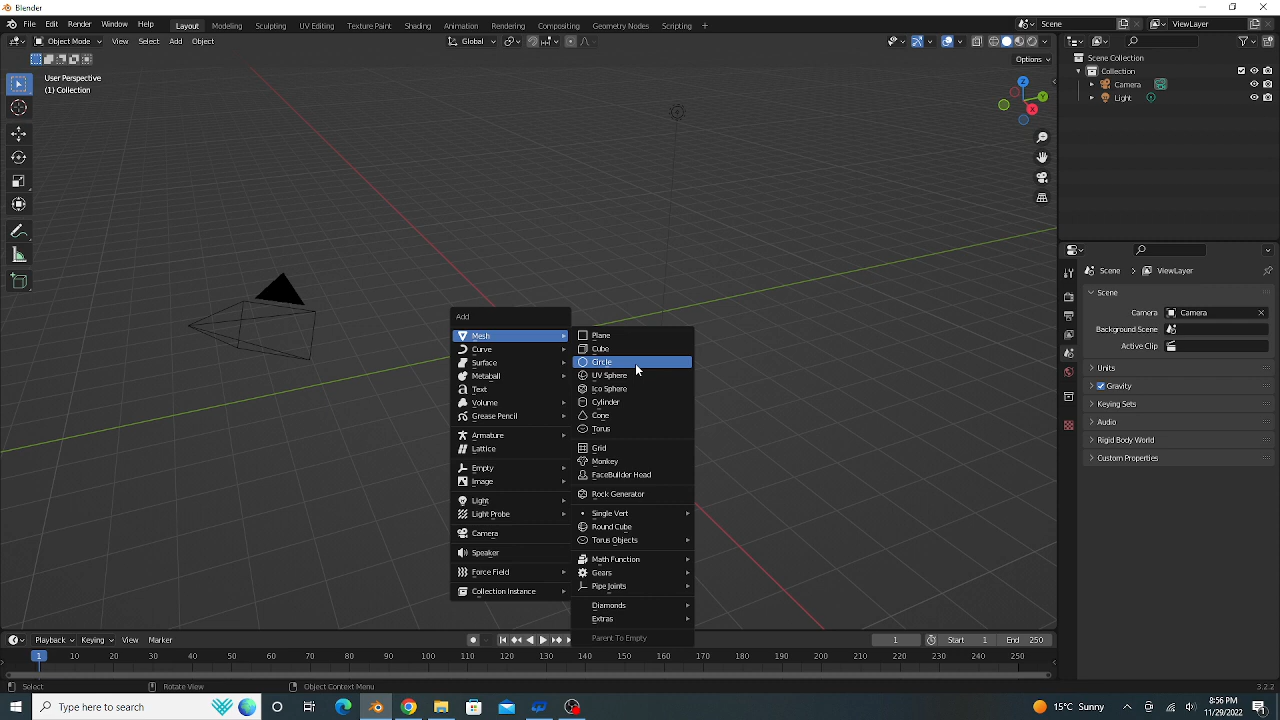 Blender
File Edit Render Window Help Layout Modeling Sculpting UV Editing Texture Paint Shading Animation Rendering Compositing Geometry Nodes Scripting + Scene ViewLayer
Object Mode View Select Add Object Global
Options
User Perspective
(1) Collection
Z
Y
X
Scene Collection
Collection
Camera
Light
Scene > ViewLayer
Scene
Camera Camera
Background Scene
Active Clip
Units
Gravity
Keying Sets
Audio
Rigid Body World
Custom Properties
Add
Mesh
Curve
Surface
Metaball
Text
Volume
Grease Pencil
Armature
Lattice
Empty
Image
Light
Light Probe
Camera
Speaker
Force Field
Collection Instance
Plane
Cube
Circle
UV Sphere
Ico Sphere
Cylinder
Cone
Torus
Grid
Monkey
FaceBuilder Head
Rock Generator
Single Vert
Round Cube
Torus Objects
Math Function
Gears
Pipe Joints
Diamonds
Extras
Parent To Empty
Playback Keying View Marker 1 Start 1 End 250
1 10 20 30 40 50 60 70 80 90 100 110 120 130 140 150 160 170 180 190 200 210 220 230 240 250
Select Rotate View Object Context Menu 3.2.2
Type here to search 15°C Sunny 8:56 PM
11/29/2022